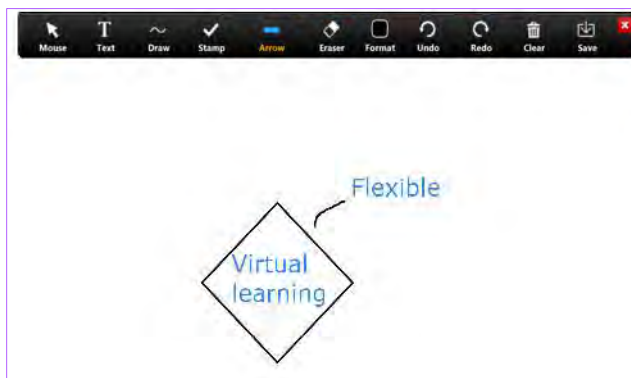 Mouse Text Draw Stamp Arrow Eraser Format Undo Redo Clear Save
Flexible
Virtual
learning